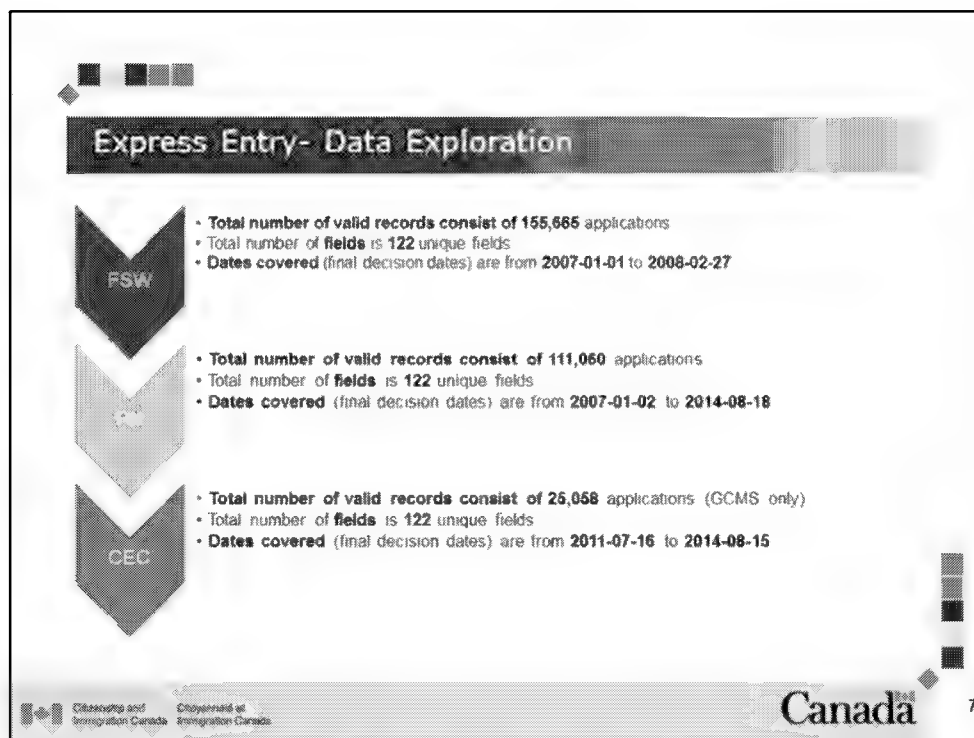 Express Entry- Data Exploration
FSW
• Total number of valid records consist of 155,665 applications
• Total number of fields is 122 unique fields
• Dates covered (final decision dates) are from 2007-01-01 to 2008-02-27
• Total number of valid records consist of 111,060 applications
• Total number of fields is 122 unique fields
• Dates covered (final decision dates) are from 2007-01-02 to 2014-08-18
CEC
• Total number of valid records consist of 25,058 applications (GCMS only)
• Total number of fields is 122 unique fields
• Dates covered (final decision dates) are from 2011-07-16 to 2014-08-15
Citizenship and Immigration Canada
Citoyenneté et Immigration Canada
Canada
7